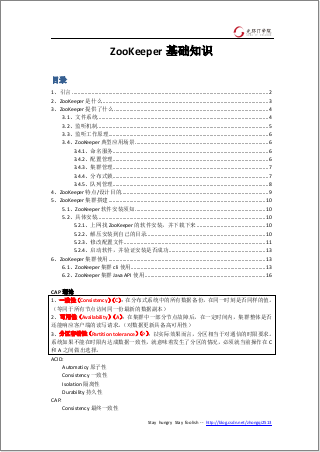 ZooKeeper 基础知识
目录
1、引言 2
2、ZooKeeper 是什么 3
3、ZooKeeper 提供了什么 4
3.1、文件系统 4
3.2、监听机制 5
3.3、监听工作原理 6
3.4、ZooKeeper 典型应用场景 6
3.4.1、命名服务 6
3.4.2、配置管理 6
3.4.3、集群管理 7
3.4.4、分布式锁 7
3.4.5、队列管理 8
4、ZooKeeper 特点/设计目的 9
5、ZooKeeper 集群搭建 10
5.1、ZooKeeper 软件安装须知 10
5.2、具体安装 10
5.2.1、上网找 ZooKeeper 的软件安装，并下载下来 10
5.2.2、解压安装到自己的目录 10
5.2.3、修改配置文件 11
5.2.4、启动软件，并验证安装是否成功 13
6、ZooKeeper 集群使用 13
6.1、ZooKeeper 集群 cli 使用 13
6.2、ZooKeeper 集群 Java API 使用 16
CAP 理论
1、一致性（Consistency）（C）：在分布式系统中的所有数据备份，在同一时刻是否同样的值。
（等同于所有节点访问同一份最新的数据副本）
2、可用性（Availability）（A）：在集群中一部分节点故障后，在一定时间内，集群整体是否
还能响应客户端的读写请求。（对数据更新具备高可用性）
3、分区容错性（Partition tolerance）（P）：以实际效果而言，分区相当于对通信的时限要求。
系统如果不能在时限内达成数据一致性，就意味着发生了分区的情况，必须就当前操作在 C
和 A 之间做出选择。
ACID:
Automaticy 原子性
Consistency 一致性
Isolation 隔离性
Durability 持久性
CAP:
Consistency 最终一致性
Stay hungry Stay foolish --